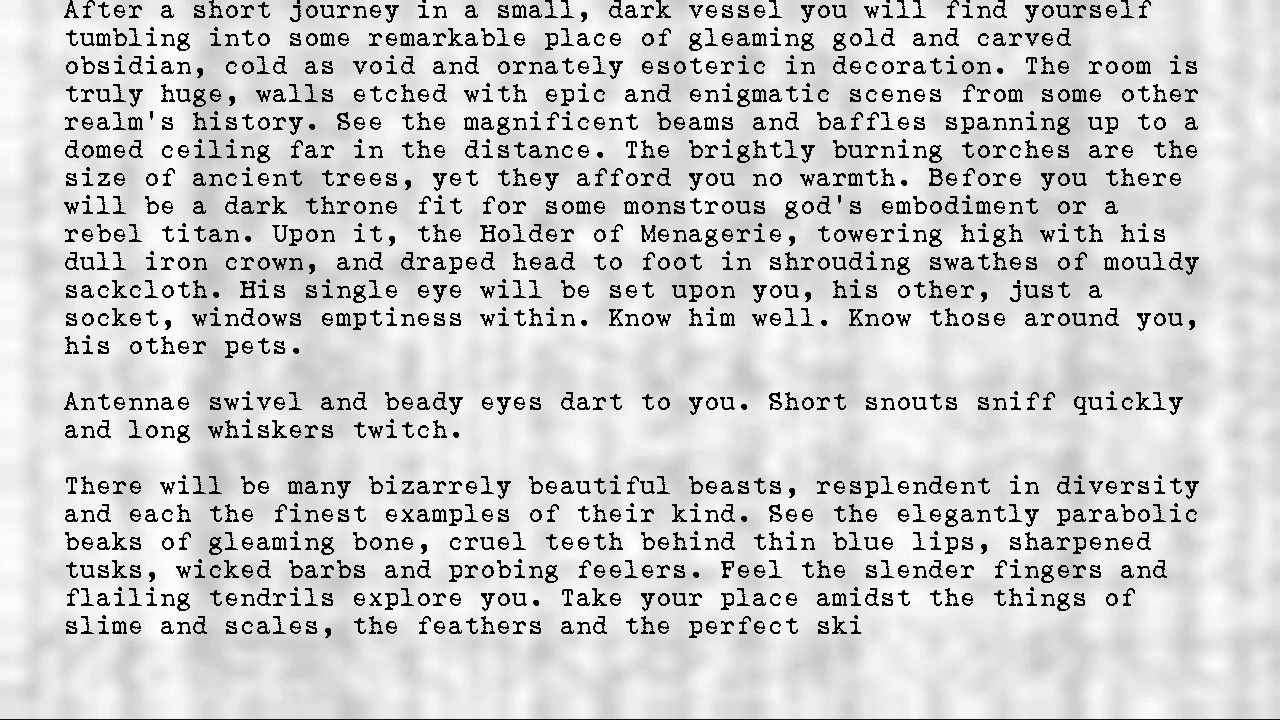 After a short journey in a small, dark vessel you will find yourself
tumbling into some remarkable place of gleaming gold and carved
obsidian, cold as void and ornately esoteric in decoration. The room is
truly huge, walls etched with epic and enigmatic scenes from some other
realm's history. See the magnificent beams and baffles spanning up to a
domed ceiling far in the distance. The brightly burning torches are the
size of ancient trees, yet they afford you no warmth. Before you there
will be a dark throne fit for some monstrous god's embodiment or a
rebel titan. Upon it, the Holder of Menagerie, towering high with his
dull iron crown, and draped head to foot in shrouding swathes of mouldy
sackcloth. His single eye will be set upon you, his other, just a
socket, windows emptiness within. Know him well. Know those around you,
his other pets.

Antennae swivel and beady eyes dart to you. Short snouts sniff quickly
and long whiskers twitch.

There will be many bizarrely beautiful beasts, resplendent in diversity
and each the finest examples of their kind. See the elegantly parabolic
beaks of gleaming bone, cruel teeth behind thin blue lips, sharpened
tusks, wicked barbs and probing feelers. Feel the slender fingers and
flailing tendrils explore you. Take your place amidst the things of
slime and scales, the feathers and the perfect ski